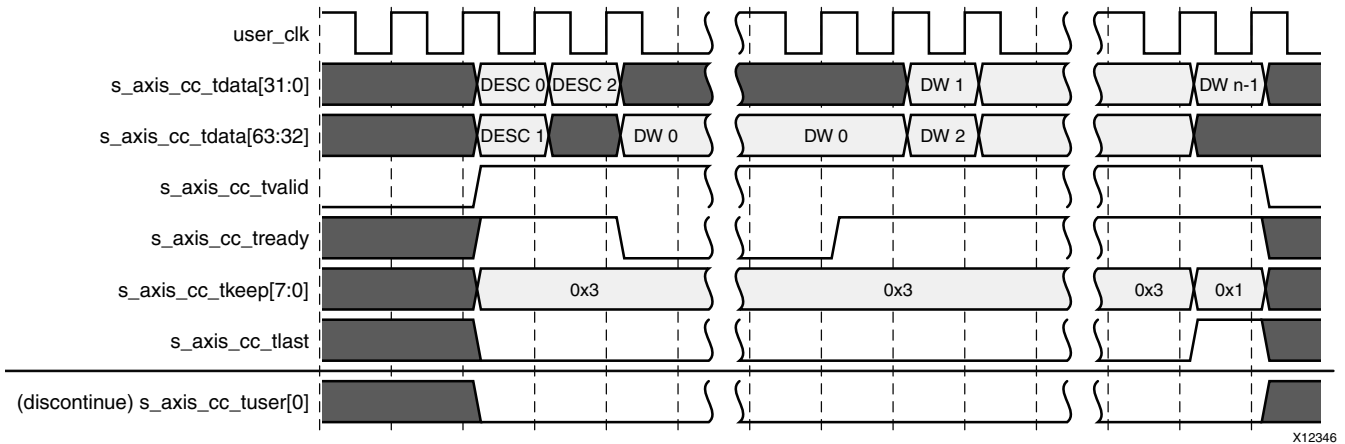 user_clk
s_axis_cc_tdata[31:0] DESC 0 DESC 2 DW 1 DW n-1
s_axis_cc_tdata[63:32] DESC 1 DW 0 DW 0 DW 2
s_axis_cc_tvalid
s_axis_cc_tready
s_axis_cc_tkeep[7:0] 0x3 0x3 0x3 0x1
s_axis_cc_tlast
(discontinue) s_axis_cc_tuser[0]
X12346